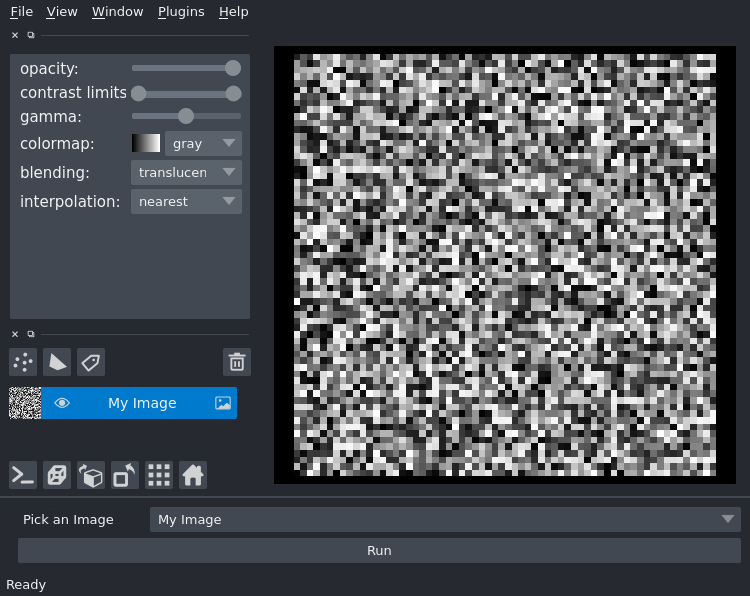 File View Window Plugins Help
opacity:
contrast limits
gamma:
colormap: gray
blending: translucen
interpolation: nearest
My Image
Pick an Image My Image
Run
Ready